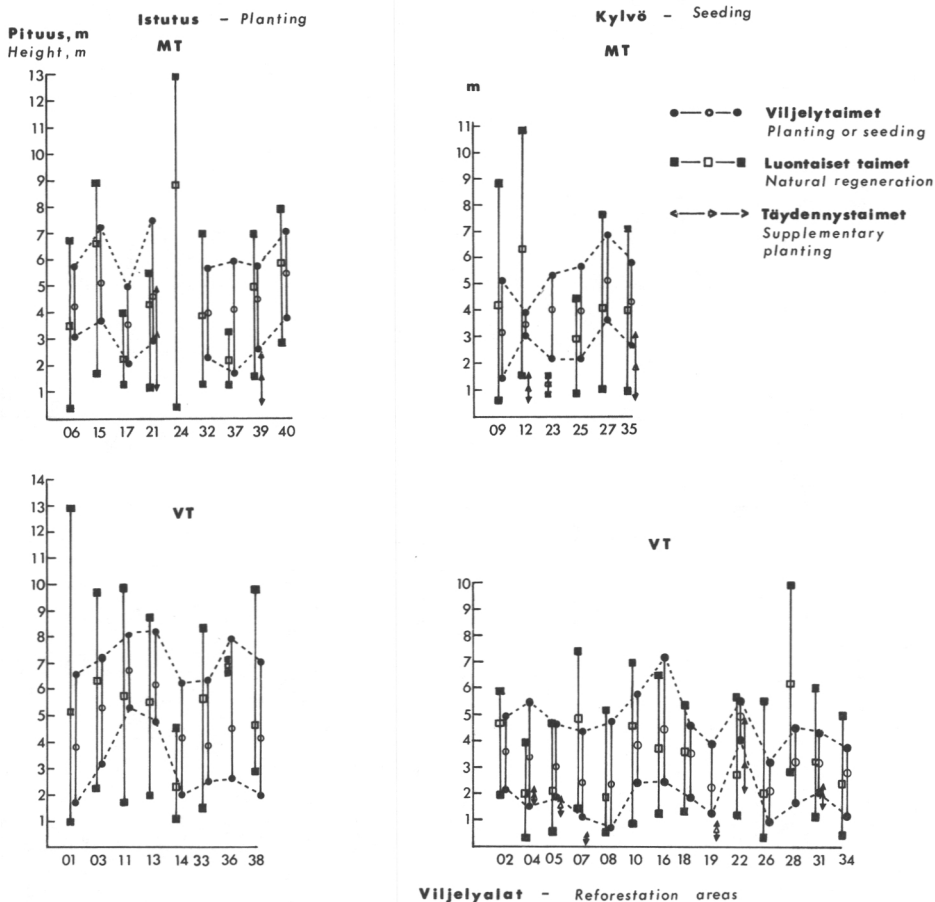 Istutus – Planting
Pituus, m
Height, m
MT
13
12
11
10
9
8
7
6
5
4
3
2
1
06 15 17 21 24 32 37 39 40
Kylvö – Seeding
MT
m
11
10
9
8
7
6
5
4
3
2
1
09 12 23 25 27 35
Viljelytaimet
Planting or seeding
Luontaiset taimet
Natural regeneration
Täydennystaimet
Supplementary
planting
VT
14
13
12
11
10
9
8
7
6
5
4
3
2
1
01 03 11 13 14 33 36 38
VT
10
9
8
7
6
5
4
3
2
1
02 04 05 07 08 10 16 18 19 22 26 28 31 34
Viljelyalat – Reforestation areas